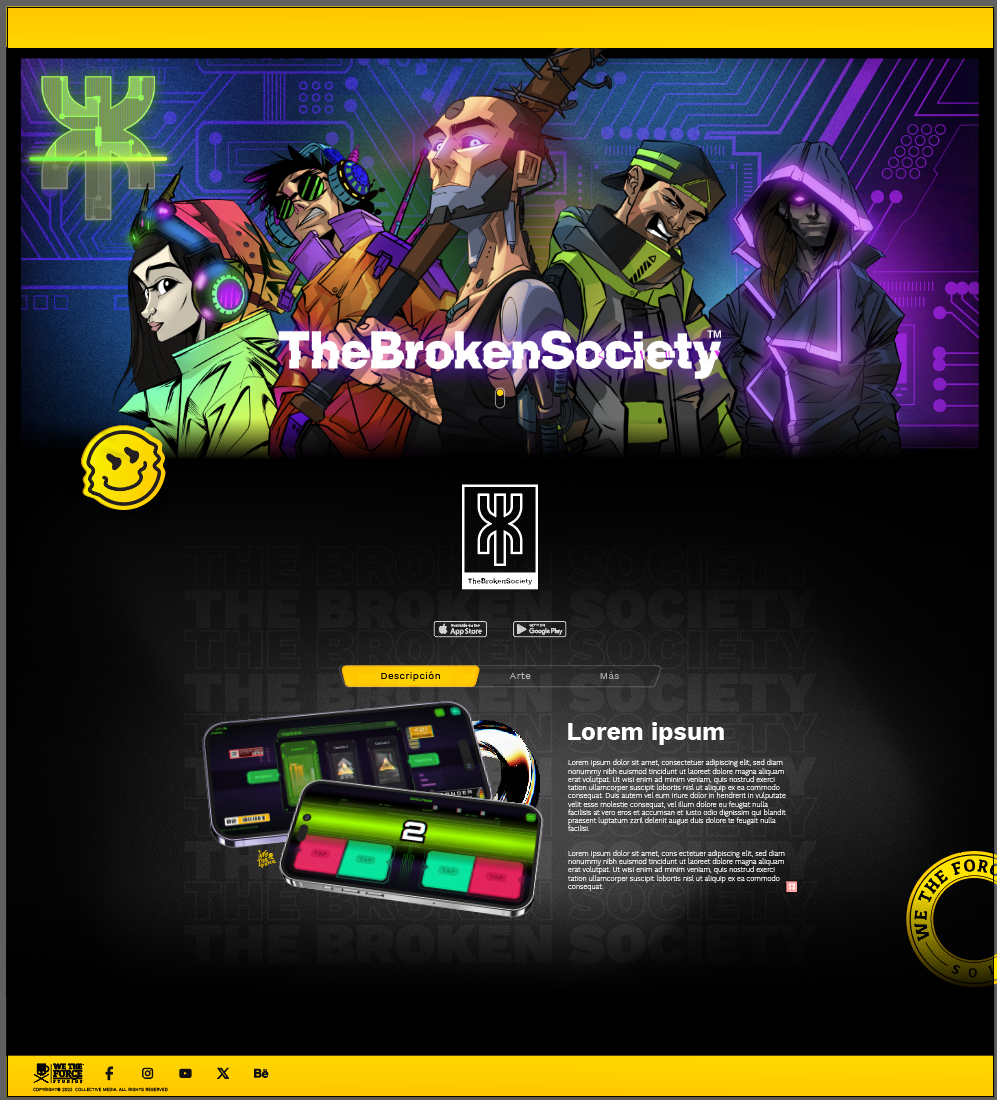 TheBrokenSociety™
TheBrokenSociety
THE BROKEN SOCIETY
THE BROKEN SOCIETY
THE BROKEN SOCIETY
THE BROKEN SOCIETY
App Store
Google Play
Descripción
Arte
Más
2
TAP
TAP
TAP
TAP
Lorem ipsum
Lorem ipsum dolor sit amet, consectetuer adipiscing elit, sed diam
nonummy nibh euismod tincidunt ut laoreet dolore magna aliquam
erat volutpat. Ut wisi enim ad minim veniam, quis nostrud exerci
tation ullamcorper suscipit lobortis nisl ut aliquip ex ea commodo
consequat. Duis autem vel eum iriure dolor in hendrerit in vulputate
velit esse molestie consequat, vel illum dolore eu feugiat nulla
facilisis at vero eros et accumsan et iusto odio dignissim qui blandit
praesent luptatum zzril delenit augue duis dolore te feugait nulla
facilisi.
Lorem ipsum dolor sit amet, cons ectetuer adipiscing elit, sed diam
nonummy nibh euismod tincidunt ut laoreet dolore magna aliquam
erat volutpat. Ut wisi enim ad minim veniam, quis nostrud exerci
tation ullamcorper suscipit lobortis nisl ut aliquip ex ea commodo
consequat.
WE THE FORC
SO
THE BROKEN SOCIETY
WE THE
FORCE
STUDIOS
Bē
COPYRIGHT© 2022 COLLECTIVE MEDIA. ALL RIGHTS RESERVED